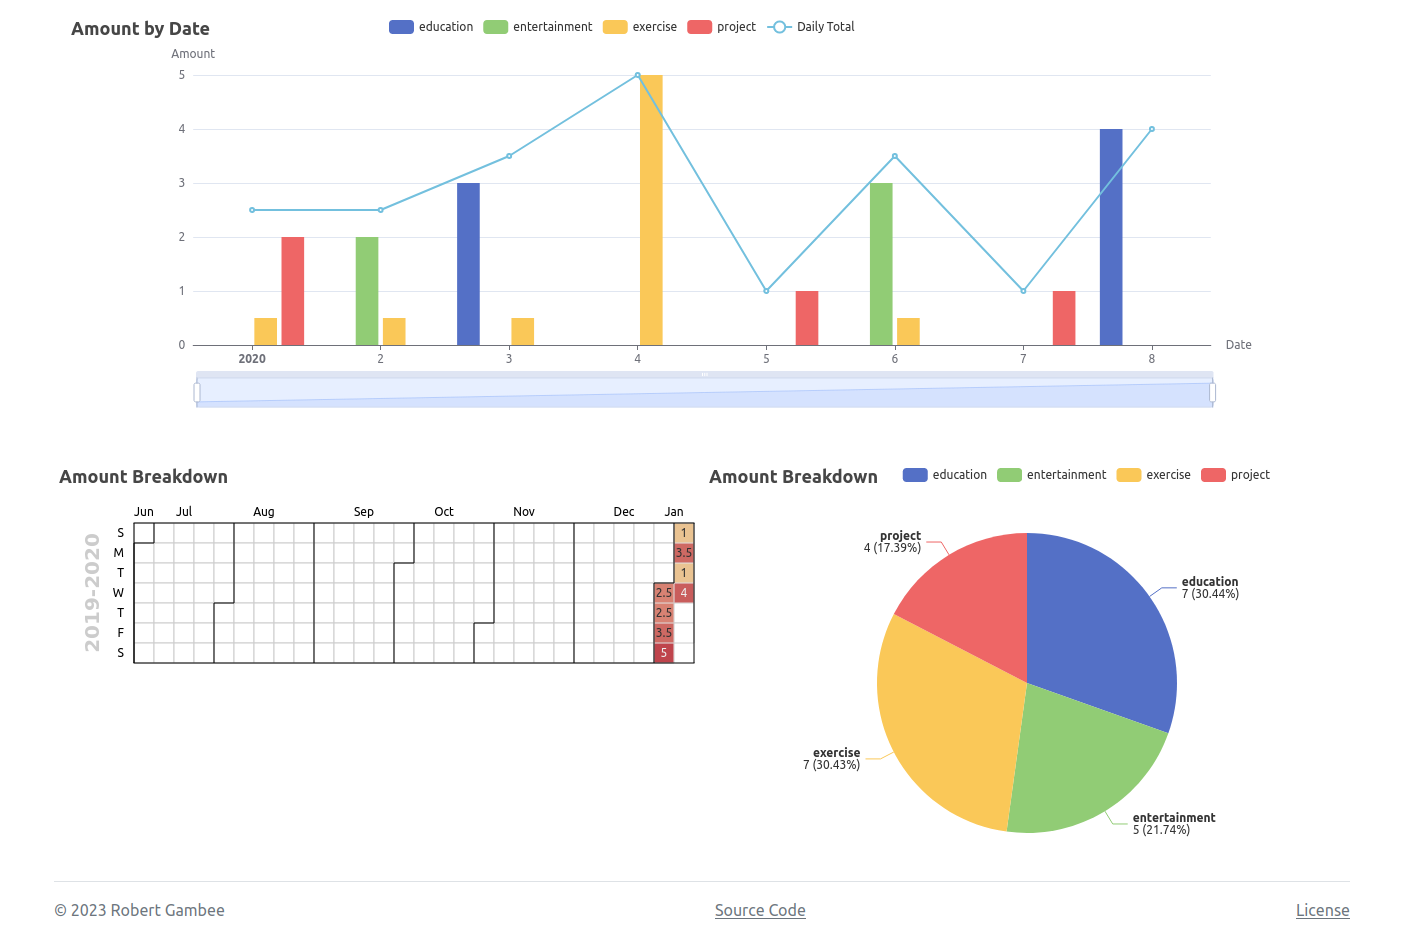 Amount by Date
education entertainment exercise project Daily Total
Amount
5
4
3
2
1
0
2020 2 3 4 5 6 7 8
Date
Amount Breakdown
Jun Jul Aug Sep Oct Nov Dec Jan
2019-2020
S 1
M 3.5
T 1
W 2.5 4
T 2.5
F 3.5
S 5
Amount Breakdown
education entertainment exercise project
project
4 (17.39%)
education
7 (30.44%)
exercise
7 (30.43%)
entertainment
5 (21.74%)
© 2023 Robert Gambee
Source Code
License